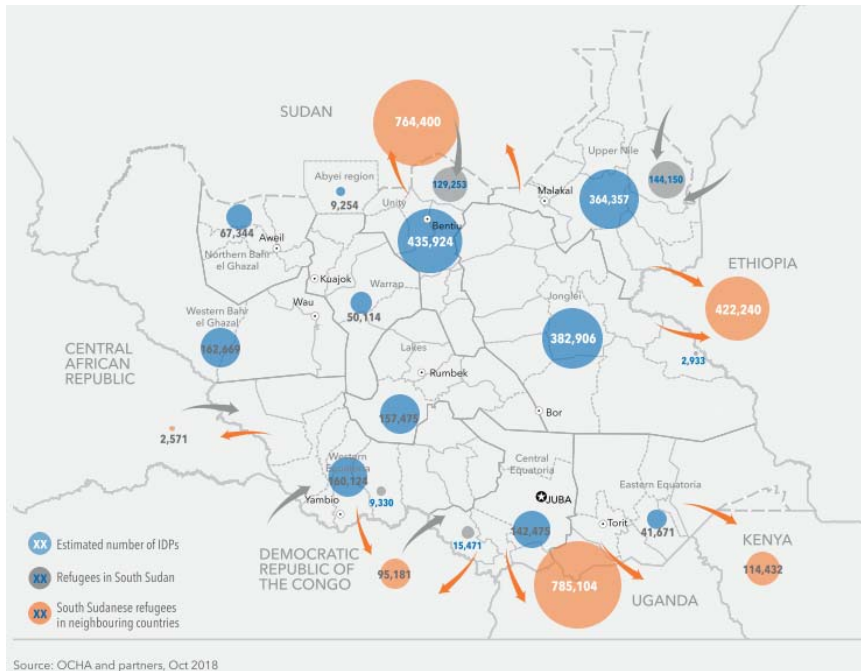 SUDAN
764,400
Upper Nile
129,253
144,150
Abyei region
9,254
Unity
Malakal
364,357
67,344
Aweil
Bentiu
435,924
Northern Bahr
el Ghazal
ETHIOPIA
Kuajok
Warrap
Wau
50,114
Jonglei
422,240
Western Bahr
el Ghazal
162,669
382,906
CENTRAL
AFRICAN
REPUBLIC
Lakes
2,933
Rumbek
157,475
Bor
2,571
Western
Equatoria
160,124
Central
Equatoria
Eastern Equatoria
Yambio
9,330
JUBA
Torit
41,671
142,475
15,471
KENYA
114,432
DEMOCRATIC
REPUBLIC OF
THE CONGO
95,181
785,104
UGANDA
XX Estimated number of IDPs
XX Refugees in South Sudan
XX South Sudanese refugees
in neighbouring countries
Source: OCHA and partners, Oct 2018